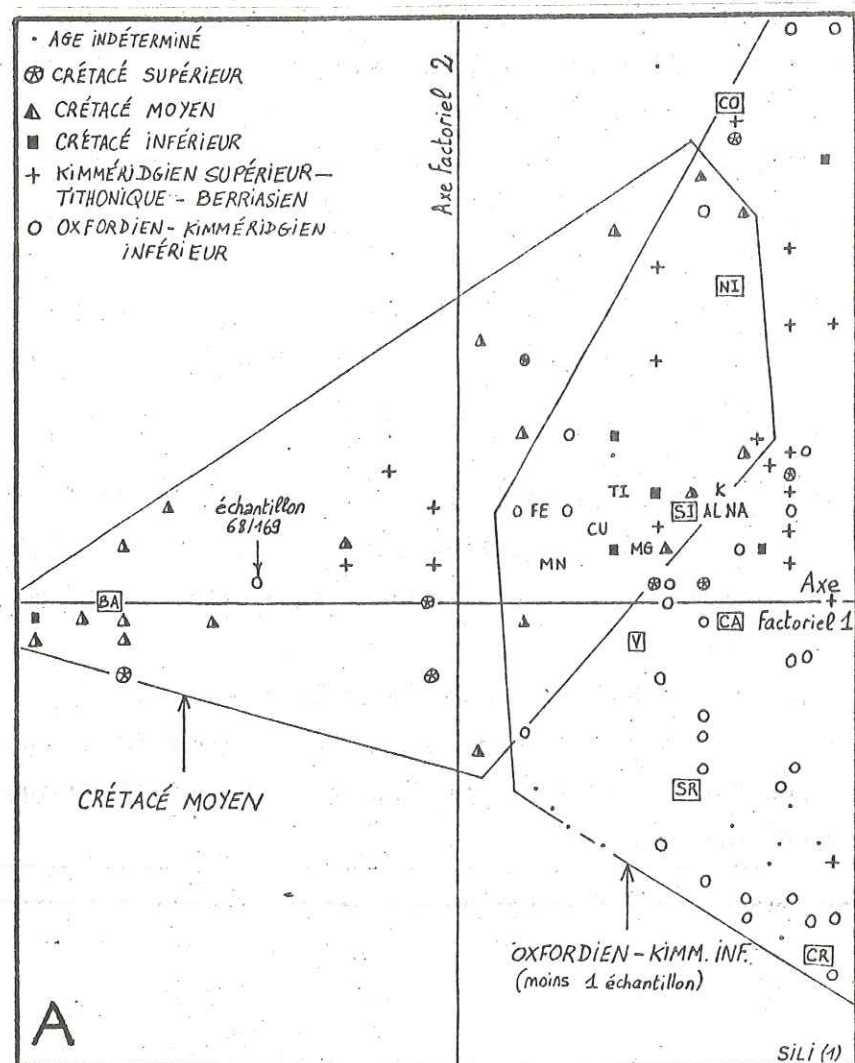 • AGE INDÉTERMINÉ
CRÉTACÉ SUPÉRIEUR
CRÉTACÉ MOYEN
CRÉTACÉ INFÉRIEUR
+ KIMMÉRIDGIEN SUPÉRIEUR—
TITHONIQUE - BERRIASIEN
O OXFORDIEN - KIMMÉRIDGIEN
INFÉRIEUR
Axe Factoriel 2
CO
NI
échantillon
68/169
TI
K
FE
SI AL NA
CU
MG
MN
Axe
BA
CA Factoriel 1
V
CRÉTACÉ MOYEN
SR
OXFORDIEN - KIMM. INF.
(moins 1 échantillon)
CR
A
SILI (1)